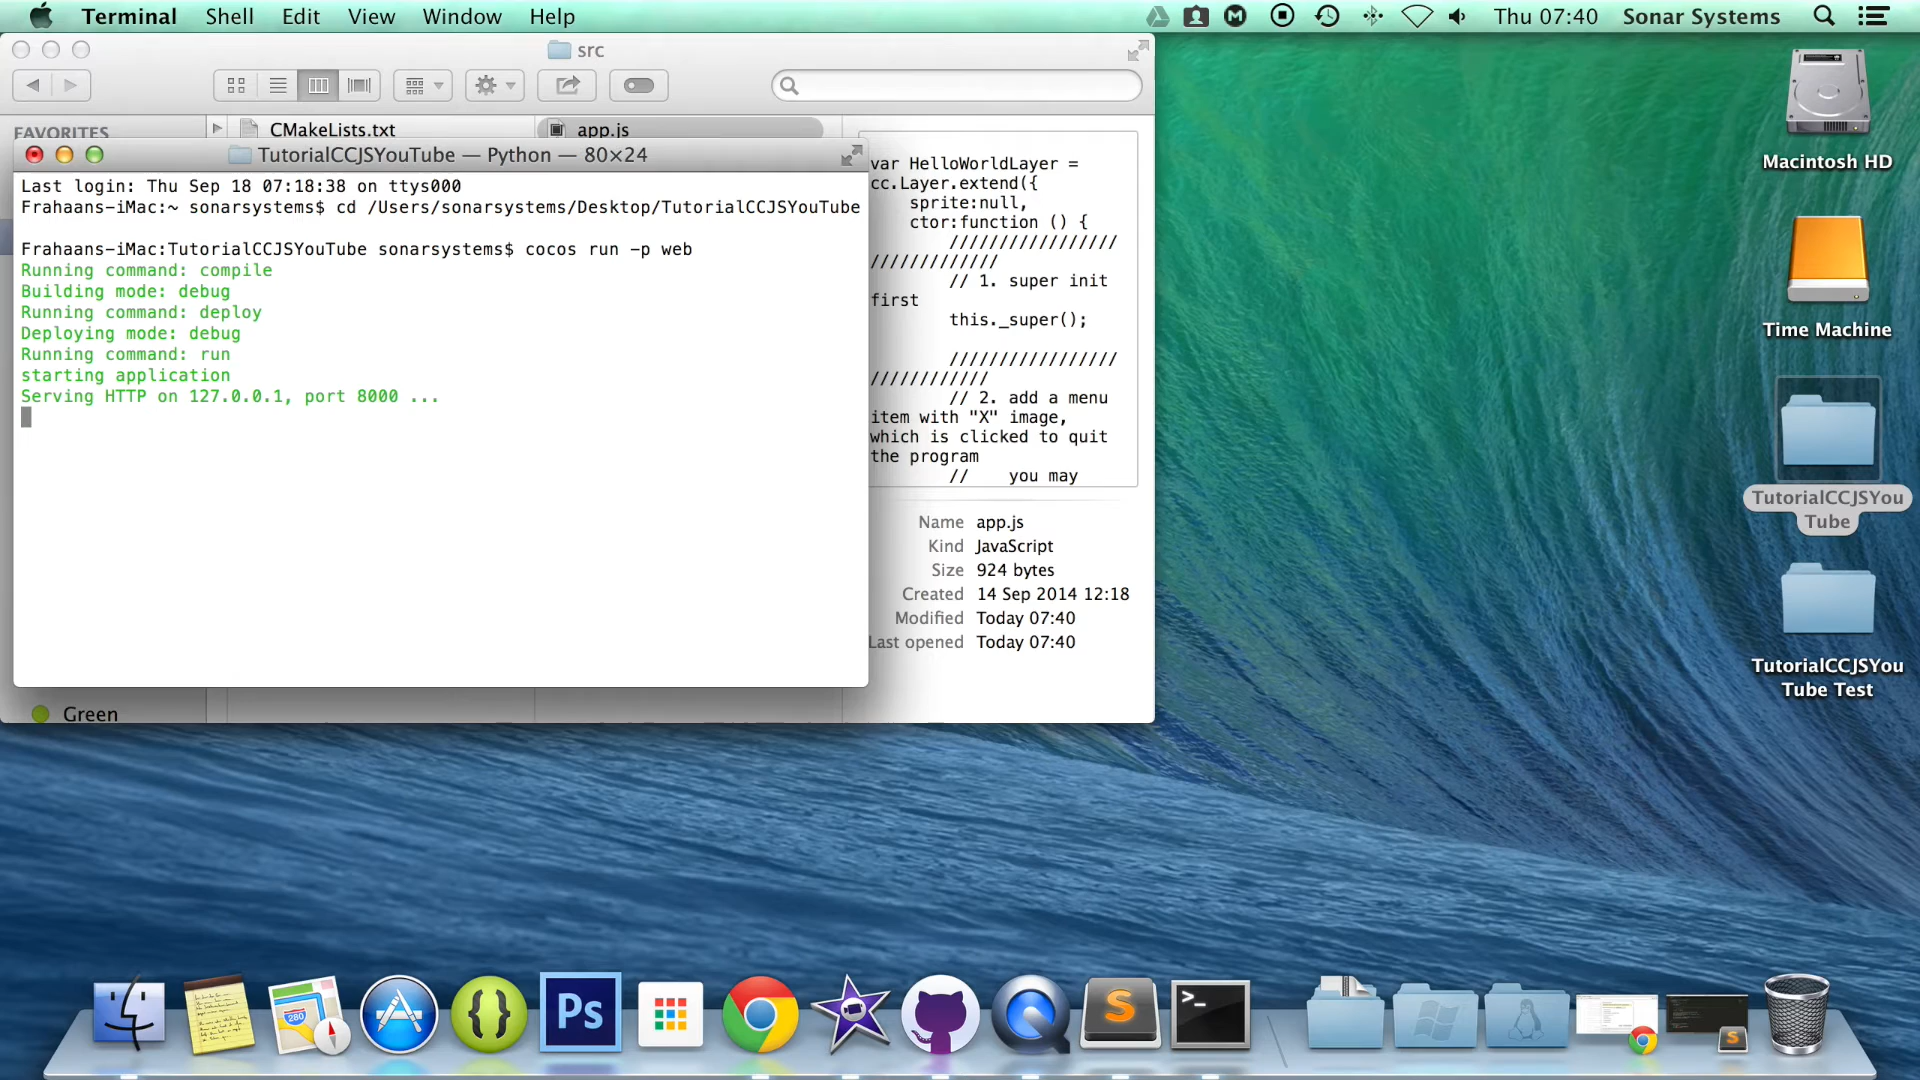 Terminal Shell Edit View Window Help
Thu 07:40 Sonar Systems
src
FAVORITES
CMakeLists.txt
app.js
TutorialCCJSYouTube — Python — 80×24
Last login: Thu Sep 18 07:18:38 on ttys000
Frahaans-iMac:~ sonarsystems$ cd /Users/sonarsystems/Desktop/TutorialCCJSYouTube
Frahaans-iMac:TutorialCCJSYouTube sonarsystems$ cocos run -p web
Running command: compile
Building mode: debug
Running command: deploy
Deploying mode: debug
Running command: run
starting application
Serving HTTP on 127.0.0.1, port 8000 ...
Green
var HelloWorldLayer =
cc.Layer.extend({
sprite:null,
ctor:function () {
/////////////////
/////////////
// 1. super init
first
this._super();
/////////////////
////////////
// 2. add a menu
item with "X" image,
which is clicked to quit
the program
// you may
Name app.js
Kind JavaScript
Size 924 bytes
Created 14 Sep 2014 12:18
Modified Today 07:40
Last opened Today 07:40
Macintosh HD
Time Machine
TutorialCCJSYou
Tube
TutorialCCJSYou
Tube Test
280
{}
Ps
S
>_
S